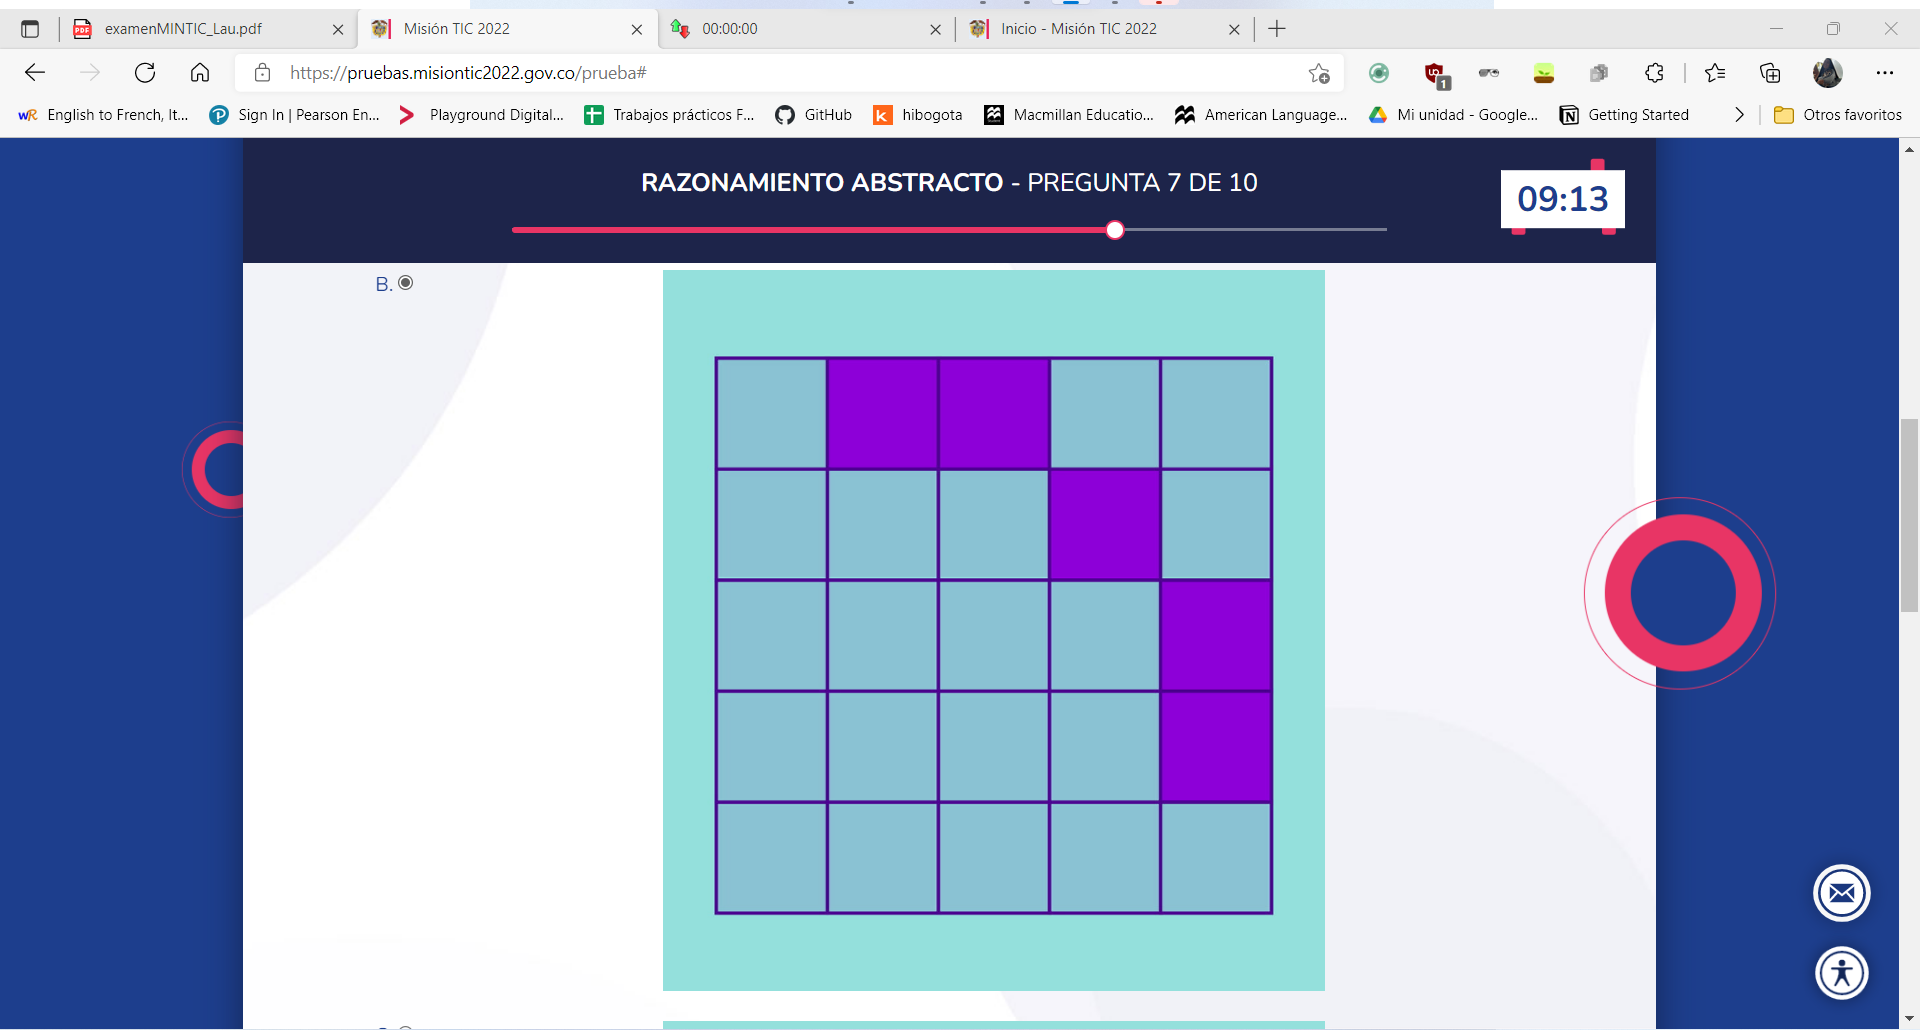 examenMINTIC_Lau.pdf
Misión TIC 2022
00:00:00
Inicio - Misión TIC 2022
https://pruebas.misiontic2022.gov.co/prueba#
1
English to French, It...
Sign In | Pearson En...
Playground Digital...
Trabajos prácticos F...
GitHub
hibogota
Macmillan Educatio...
American Language...
Mi unidad - Google...
Getting Started
Otros favoritos
RAZONAMIENTO ABSTRACTO - PREGUNTA 7 DE 10
09:13
B.